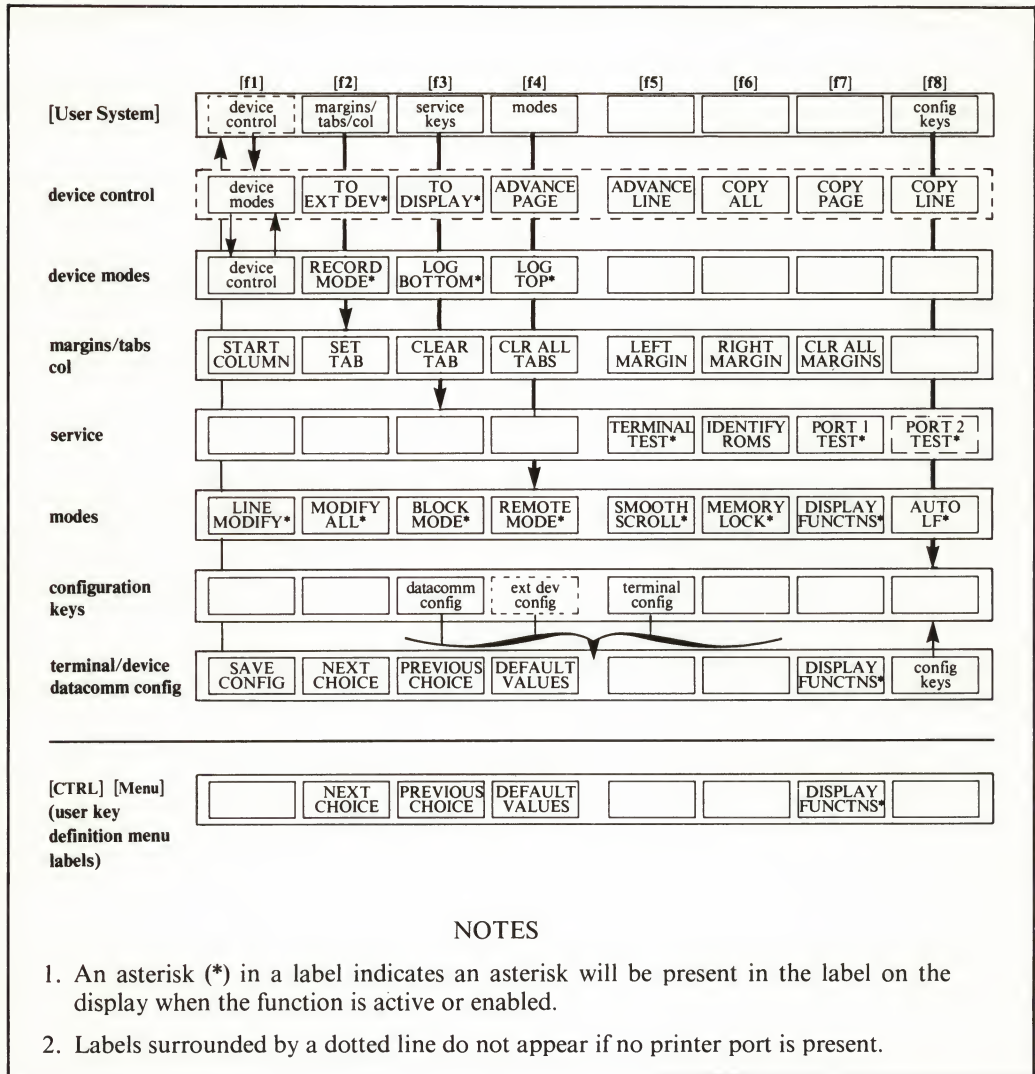 [f1] [f2] [f3] [f4] [f5] [f6] [f7] [f8]
[User System] device control margins/ tabs/col service keys modes config keys
device control device modes TO EXT DEV* TO DISPLAY* ADVANCE PAGE ADVANCE LINE COPY ALL COPY PAGE COPY LINE
device modes device control RECORD MODE* LOG BOTTOM* LOG TOP*
margins/tabs col START COLUMN SET TAB CLEAR TAB CLR ALL TABS LEFT MARGIN RIGHT MARGIN CLR ALL MARGINS
service TERMINAL TEST* IDENTIFY ROMS PORT 1 TEST* PORT 2 TEST*
modes LINE MODIFY* MODIFY ALL* BLOCK MODE* REMOTE MODE* SMOOTH SCROLL* MEMORY LOCK* DISPLAY FUNCTNS* AUTO LF*
configuration keys datacomm config ext dev config terminal config
terminal/device datacomm config SAVE CONFIG NEXT CHOICE PREVIOUS CHOICE DEFAULT VALUES DISPLAY FUNCTNS* config keys
[CTRL] [Menu] (user key definition menu labels) NEXT CHOICE PREVIOUS CHOICE DEFAULT VALUES DISPLAY FUNCTNS*
NOTES
1. An asterisk (*) in a label indicates an asterisk will be present in the label on the
display when the function is active or enabled.
2. Labels surrounded by a dotted line do not appear if no printer port is present.